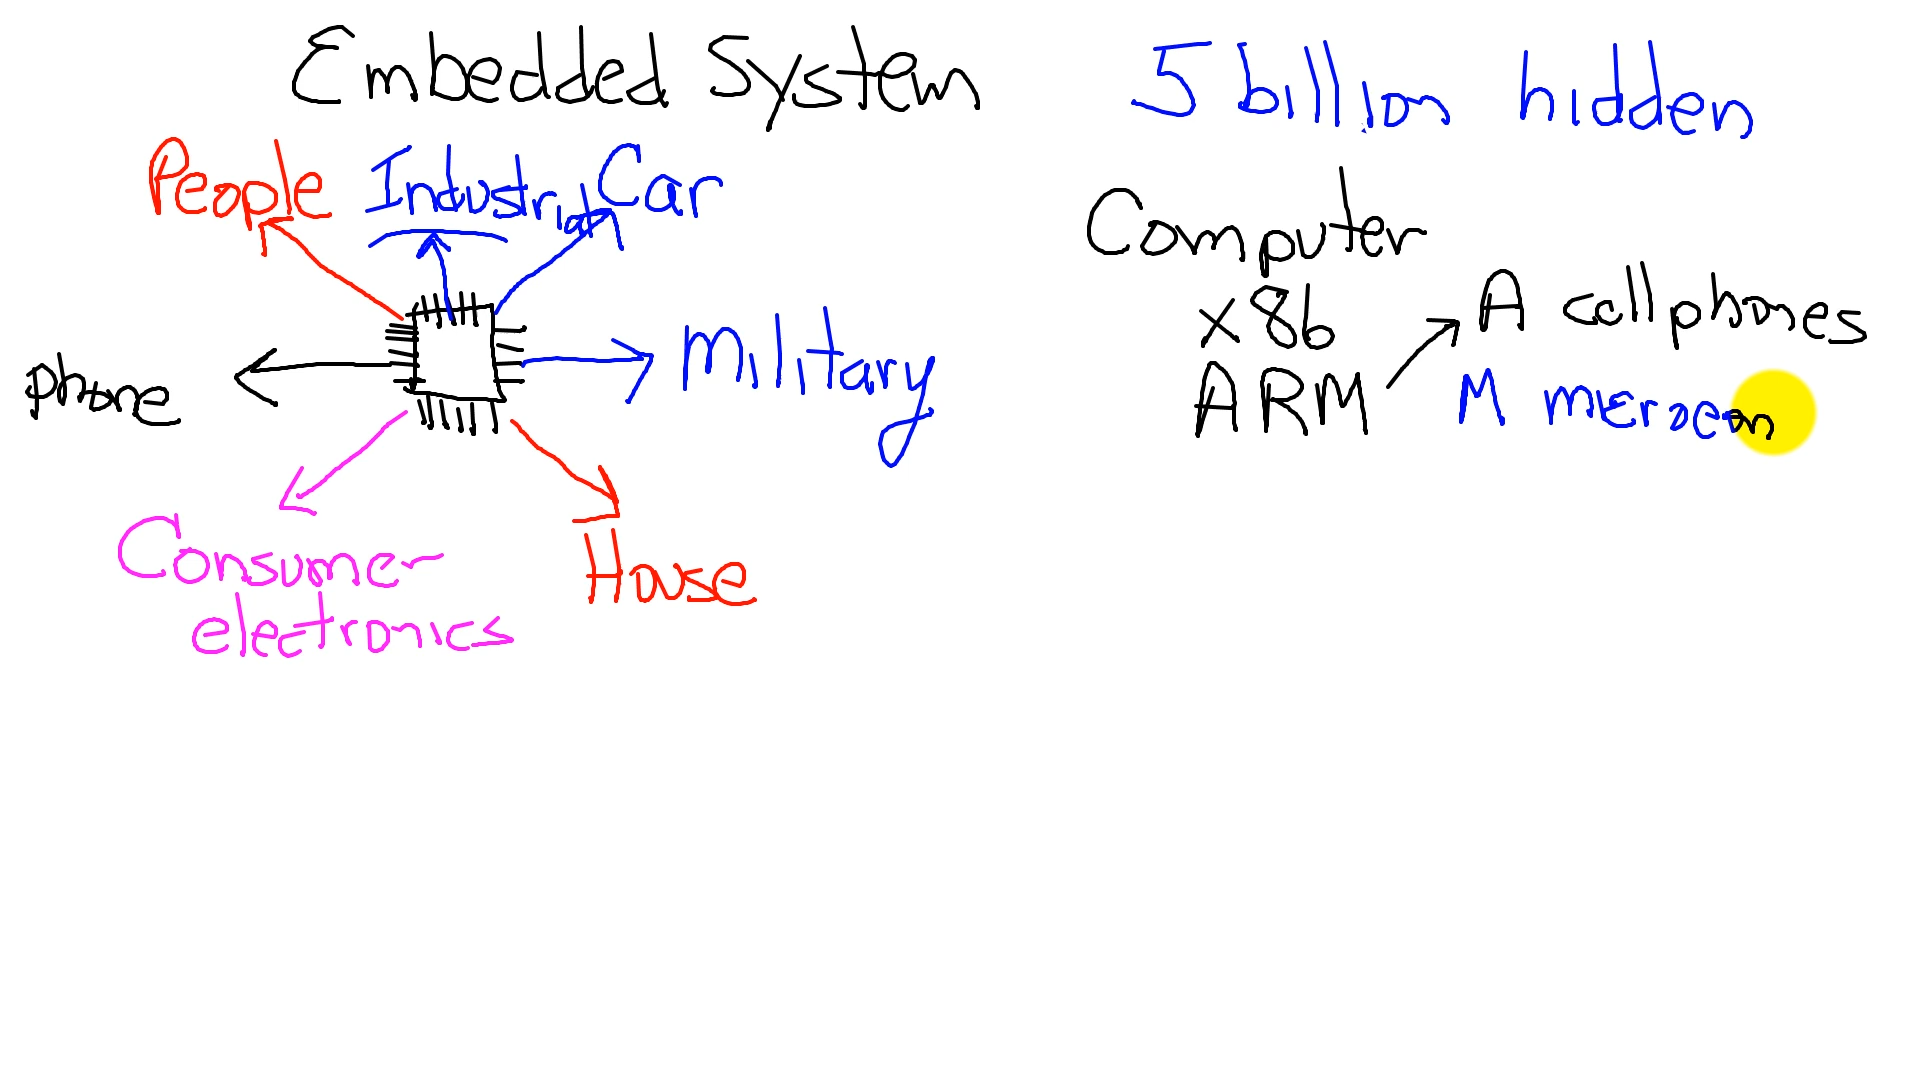 Embedded System
5 billion hidden
People Industrial Car
Computer
x86
A cellphones
ARM
M
Military
phone
Consumer
electronics
House